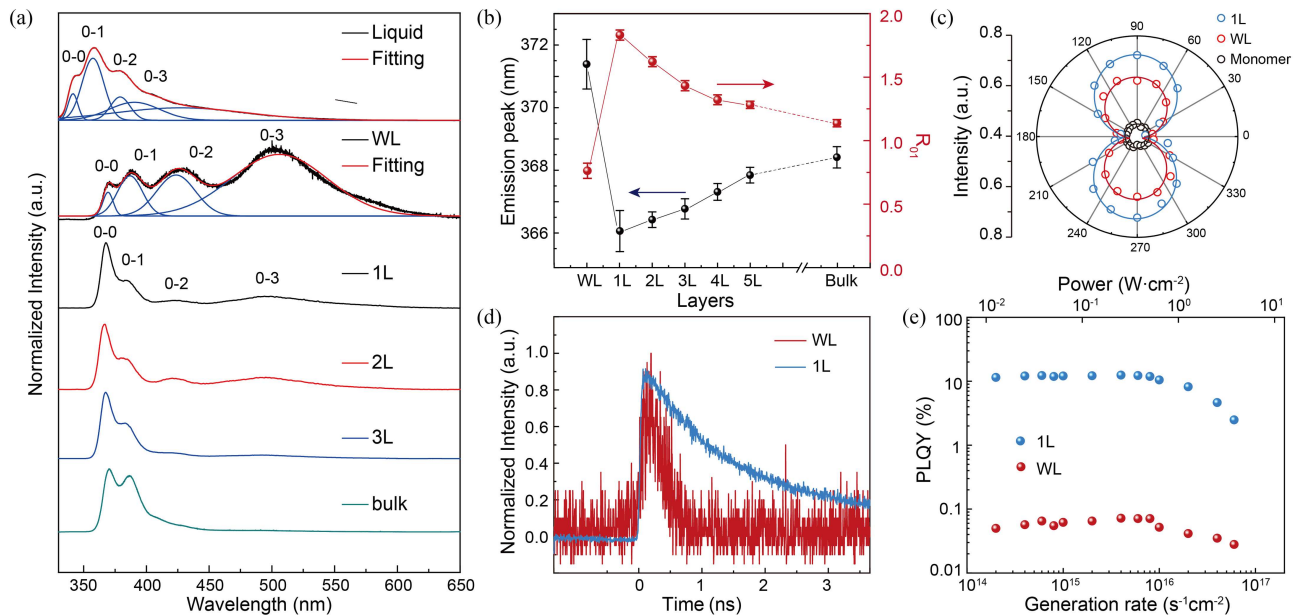 (a)
Normalized Intensity (a.u.)
0-0
0-1
0-2
0-3
Liquid
Fitting
0-0
0-1
0-2
0-3
WL
Fitting
0-0
0-1
0-2
0-3
1L
2L
3L
bulk
350 400 450 500 550 600 650
Wavelength (nm)
(b)
Emission peak (nm)
372
370
368
366
2.0
1.5
1.0
0.5
0.0
R01
WL 1L 2L 3L 4L 5L Bulk
Layers
(c)
Intensity (a.u.)
0.8
0.6
0.4
0.6
0.8
90
60
30
0
330
300
270
240
210
180
150
120
1L
WL
Monomer
(d)
Normalized Intensity (a.u.)
1.0
0.8
0.6
0.4
0.2
0.0
WL
1L
0 1 2 3
Time (ns)
(e)
Power (W·cm-2)
10-2 10-1 100 101
PLQY (%)
100
10
1
0.1
0.01
1L
WL
1014 1015 1016 1017
Generation rate (s-1cm-2)